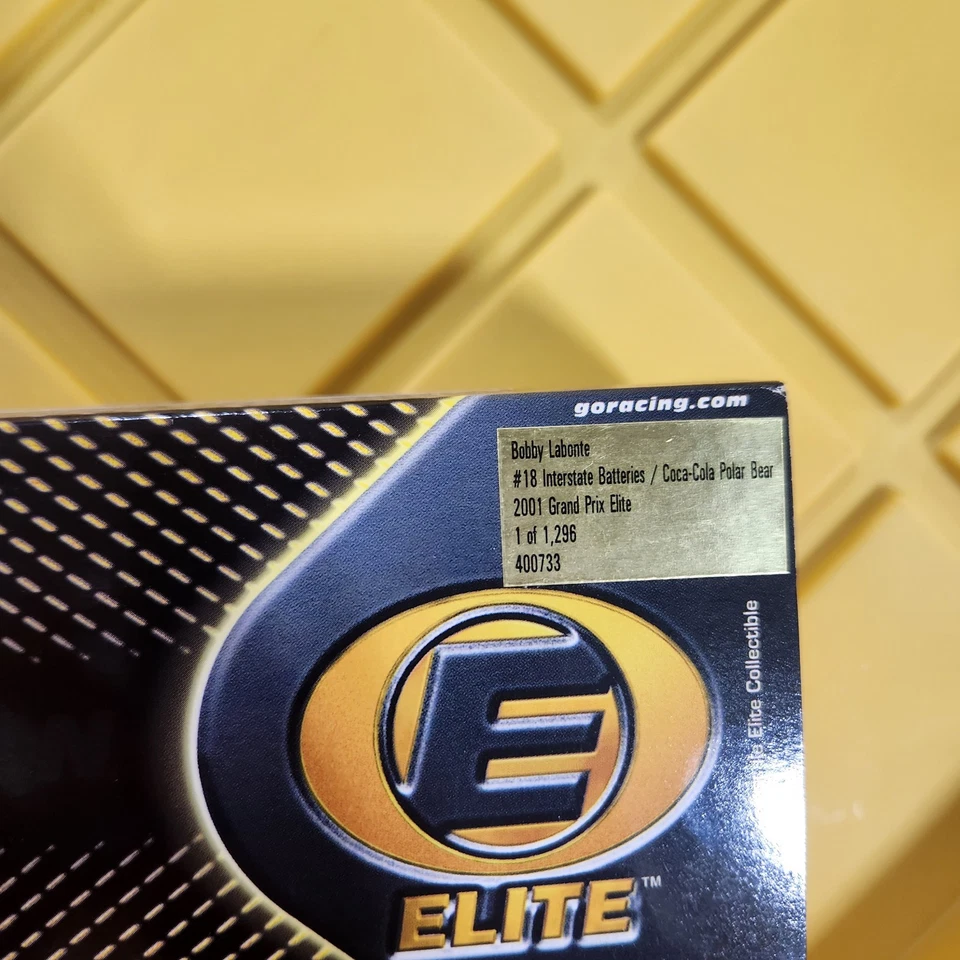 goracing.com
Bobby Labonte
#18 Interstate Batteries / Coca-Cola Polar Bear
2001 Grand Prix Elite
1 of 1,296
400733
Elite Collectible
E
ELITE™